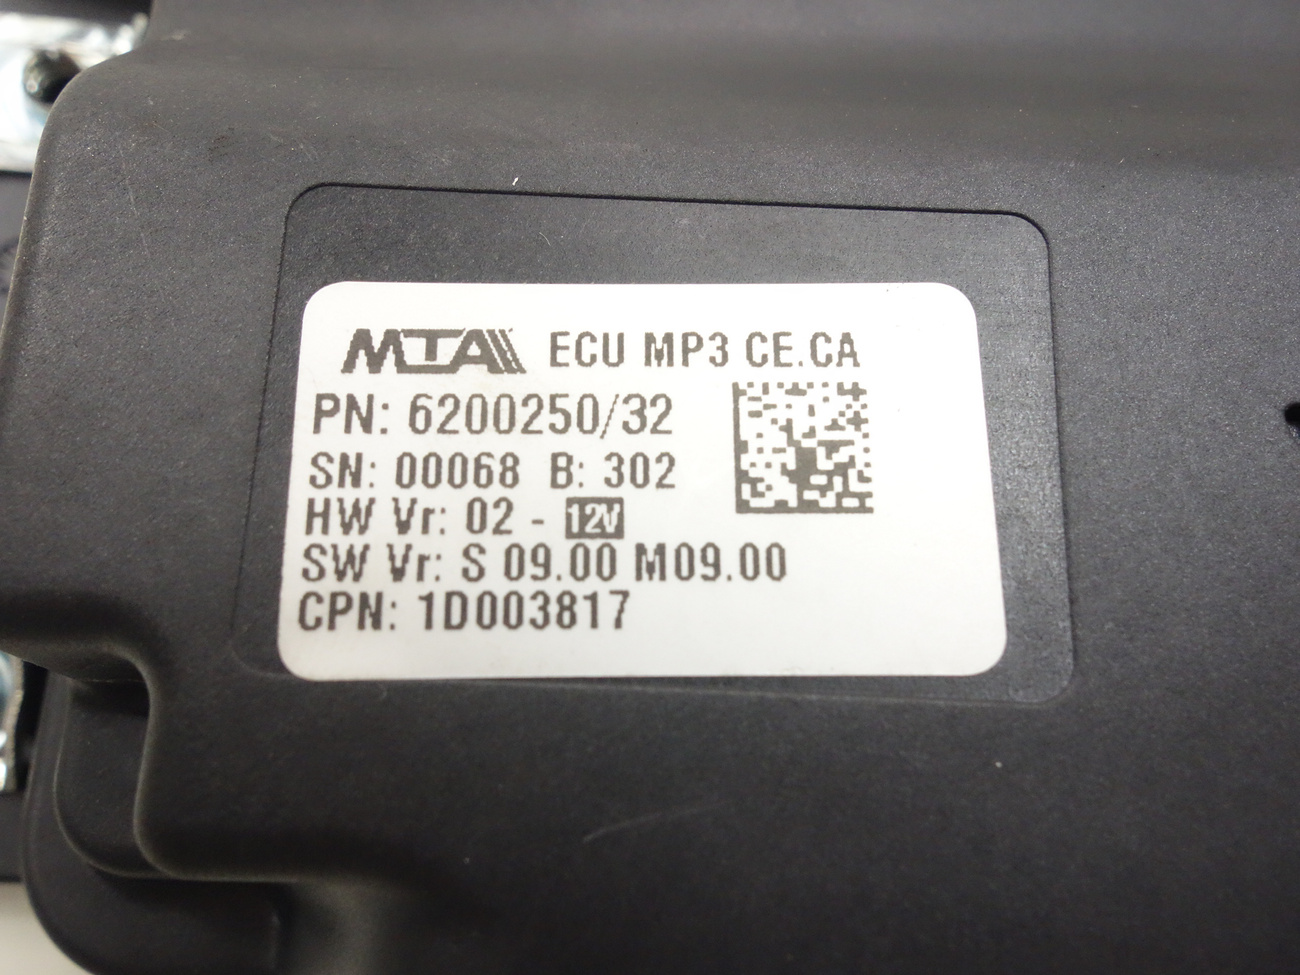 MTA ECU MP3 CE.CA
PN: 6200250/32
SN: 00068 B: 302
HW Vr: 02 - 12V
SW Vr: S 09.00 M09.00
CPN: 1D003817